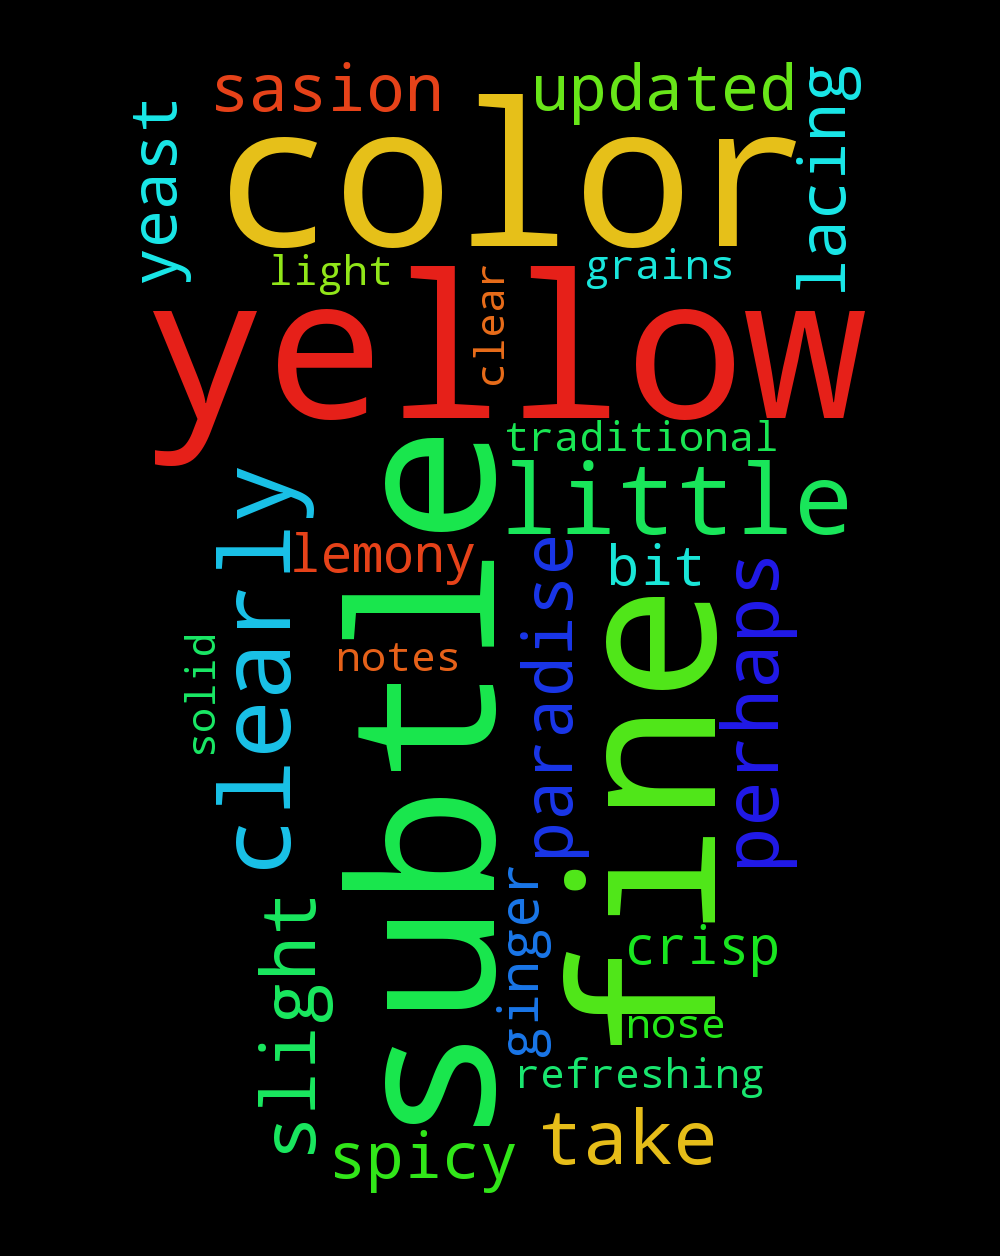 sasion
updated
lacing
yeast
color
light
grains
clear
yellow
traditional
little
clearly
subtle
lemony
bit
paradise
perhaps
fine
solid
notes
ginger
crisp
slight
nose
refreshing
take
spicy